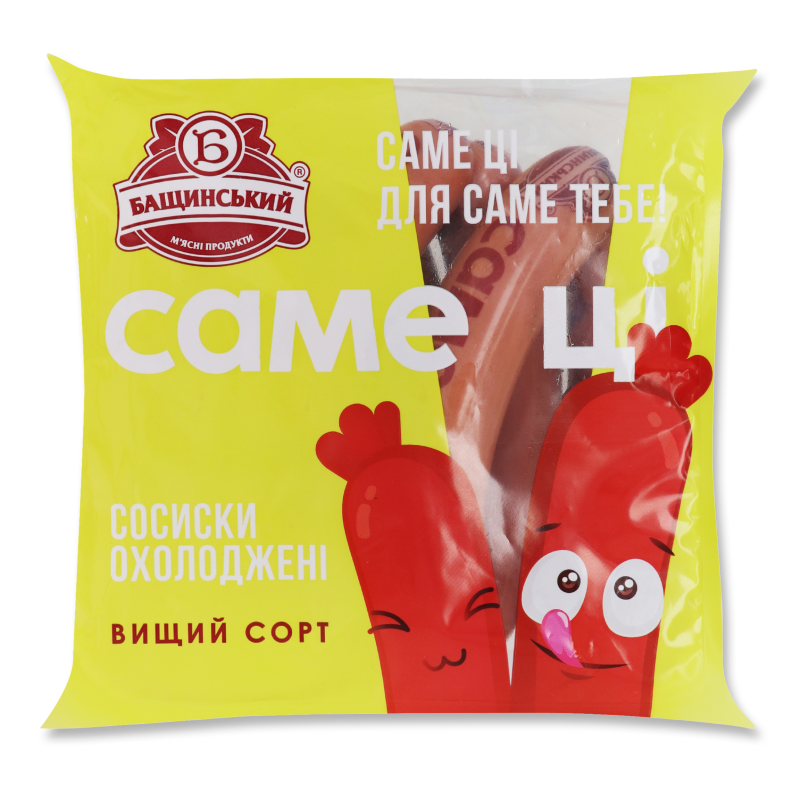 Б
БАЩИНСЬКИЙ®
М'ЯСНІ ПРОДУКТИ
САМЕ ЦІ
ДЛЯ САМЕ ТЕБЕ!
саме ці
СОСИСКИ
ОХОЛОДЖЕНІ
ВИЩИЙ СОРТ